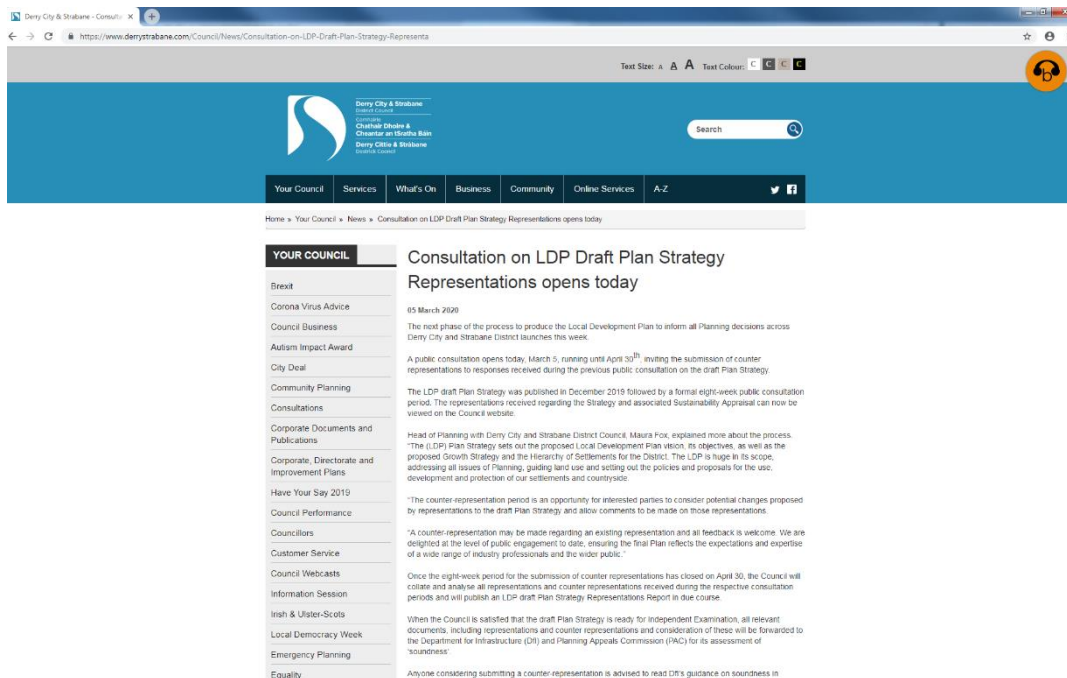 Derry City & Strabane - Consulta
https://www.derrystrabane.com/Council/News/Consultation-on-LDP-Draft-Plan-Strategy-Representa
Text Size: A A A Text Colour: C C C C
Derry City & Strabane
District Council
Comhairle
Chathair Dhoire &
Cheantar an tSratha Báin
Derry Cittie & Stràbane
Destrick Cooncil
Search
Your Council Services What's On Business Community Online Services A-Z
Home » Your Council » News » Consultation on LDP Draft Plan Strategy Representations opens today
YOUR COUNCIL
Brexit
Corona Virus Advice
Council Business
Autism Impact Award
City Deal
Community Planning
Consultations
Corporate Documents and
Publications
Corporate, Directorate and
Improvement Plans
Have Your Say 2019
Council Performance
Councillors
Customer Service
Council Webcasts
Information Session
Irish & Ulster-Scots
Local Democracy Week
Emergency Planning
Equality
Consultation on LDP Draft Plan Strategy
Representations opens today
05 March 2020
The next phase of the process to produce the Local Development Plan to inform all Planning decisions across
Derry City and Strabane District launches this week.
A public consultation opens today, March 5, running until April 30th, inviting the submission of counter
representations to responses received during the previous public consultation on the draft Plan Strategy.
The LDP draft Plan Strategy was published in December 2019 followed by a formal eight-week public consultation
period. The representations received regarding the Strategy and associated Sustainability Appraisal can now be
viewed on the Council website.
Head of Planning with Derry City and Strabane District Council, Maura Fox, explained more about the process.
"The (LDP) Plan Strategy sets out the proposed Local Development Plan vision, its objectives, as well as the
proposed Growth Strategy and the Hierarchy of Settlements for the District. The LDP is huge in its scope,
addressing all issues of Planning, guiding land use and setting out the policies and proposals for the use,
development and protection of our settlements and countryside.
"The counter-representation period is an opportunity for interested parties to consider potential changes proposed
by representations to the draft Plan Strategy and allow comments to be made on those representations.
"A counter-representation may be made regarding an existing representation and all feedback is welcome. We are
delighted at the level of public engagement to date, ensuring the final Plan reflects the expectations and expertise
of a wide range of industry professionals and the wider public."
Once the eight-week period for the submission of counter representations has closed on April 30, the Council will
collate and analyse all representations and counter representations received during the respective consultation
periods and will publish an LDP draft Plan Strategy Representations Report in due course.
When the Council is satisfied that the draft Plan Strategy is ready for Independent Examination, all relevant
documents, including representations and counter representations and consideration of these will be forwarded to
the Department for Infrastructure (DfI) and Planning Appeals Commission (PAC) for its assessment of
'soundness'.
Anyone considering submitting a counter-representation is advised to read DfI's guidance on soundness in